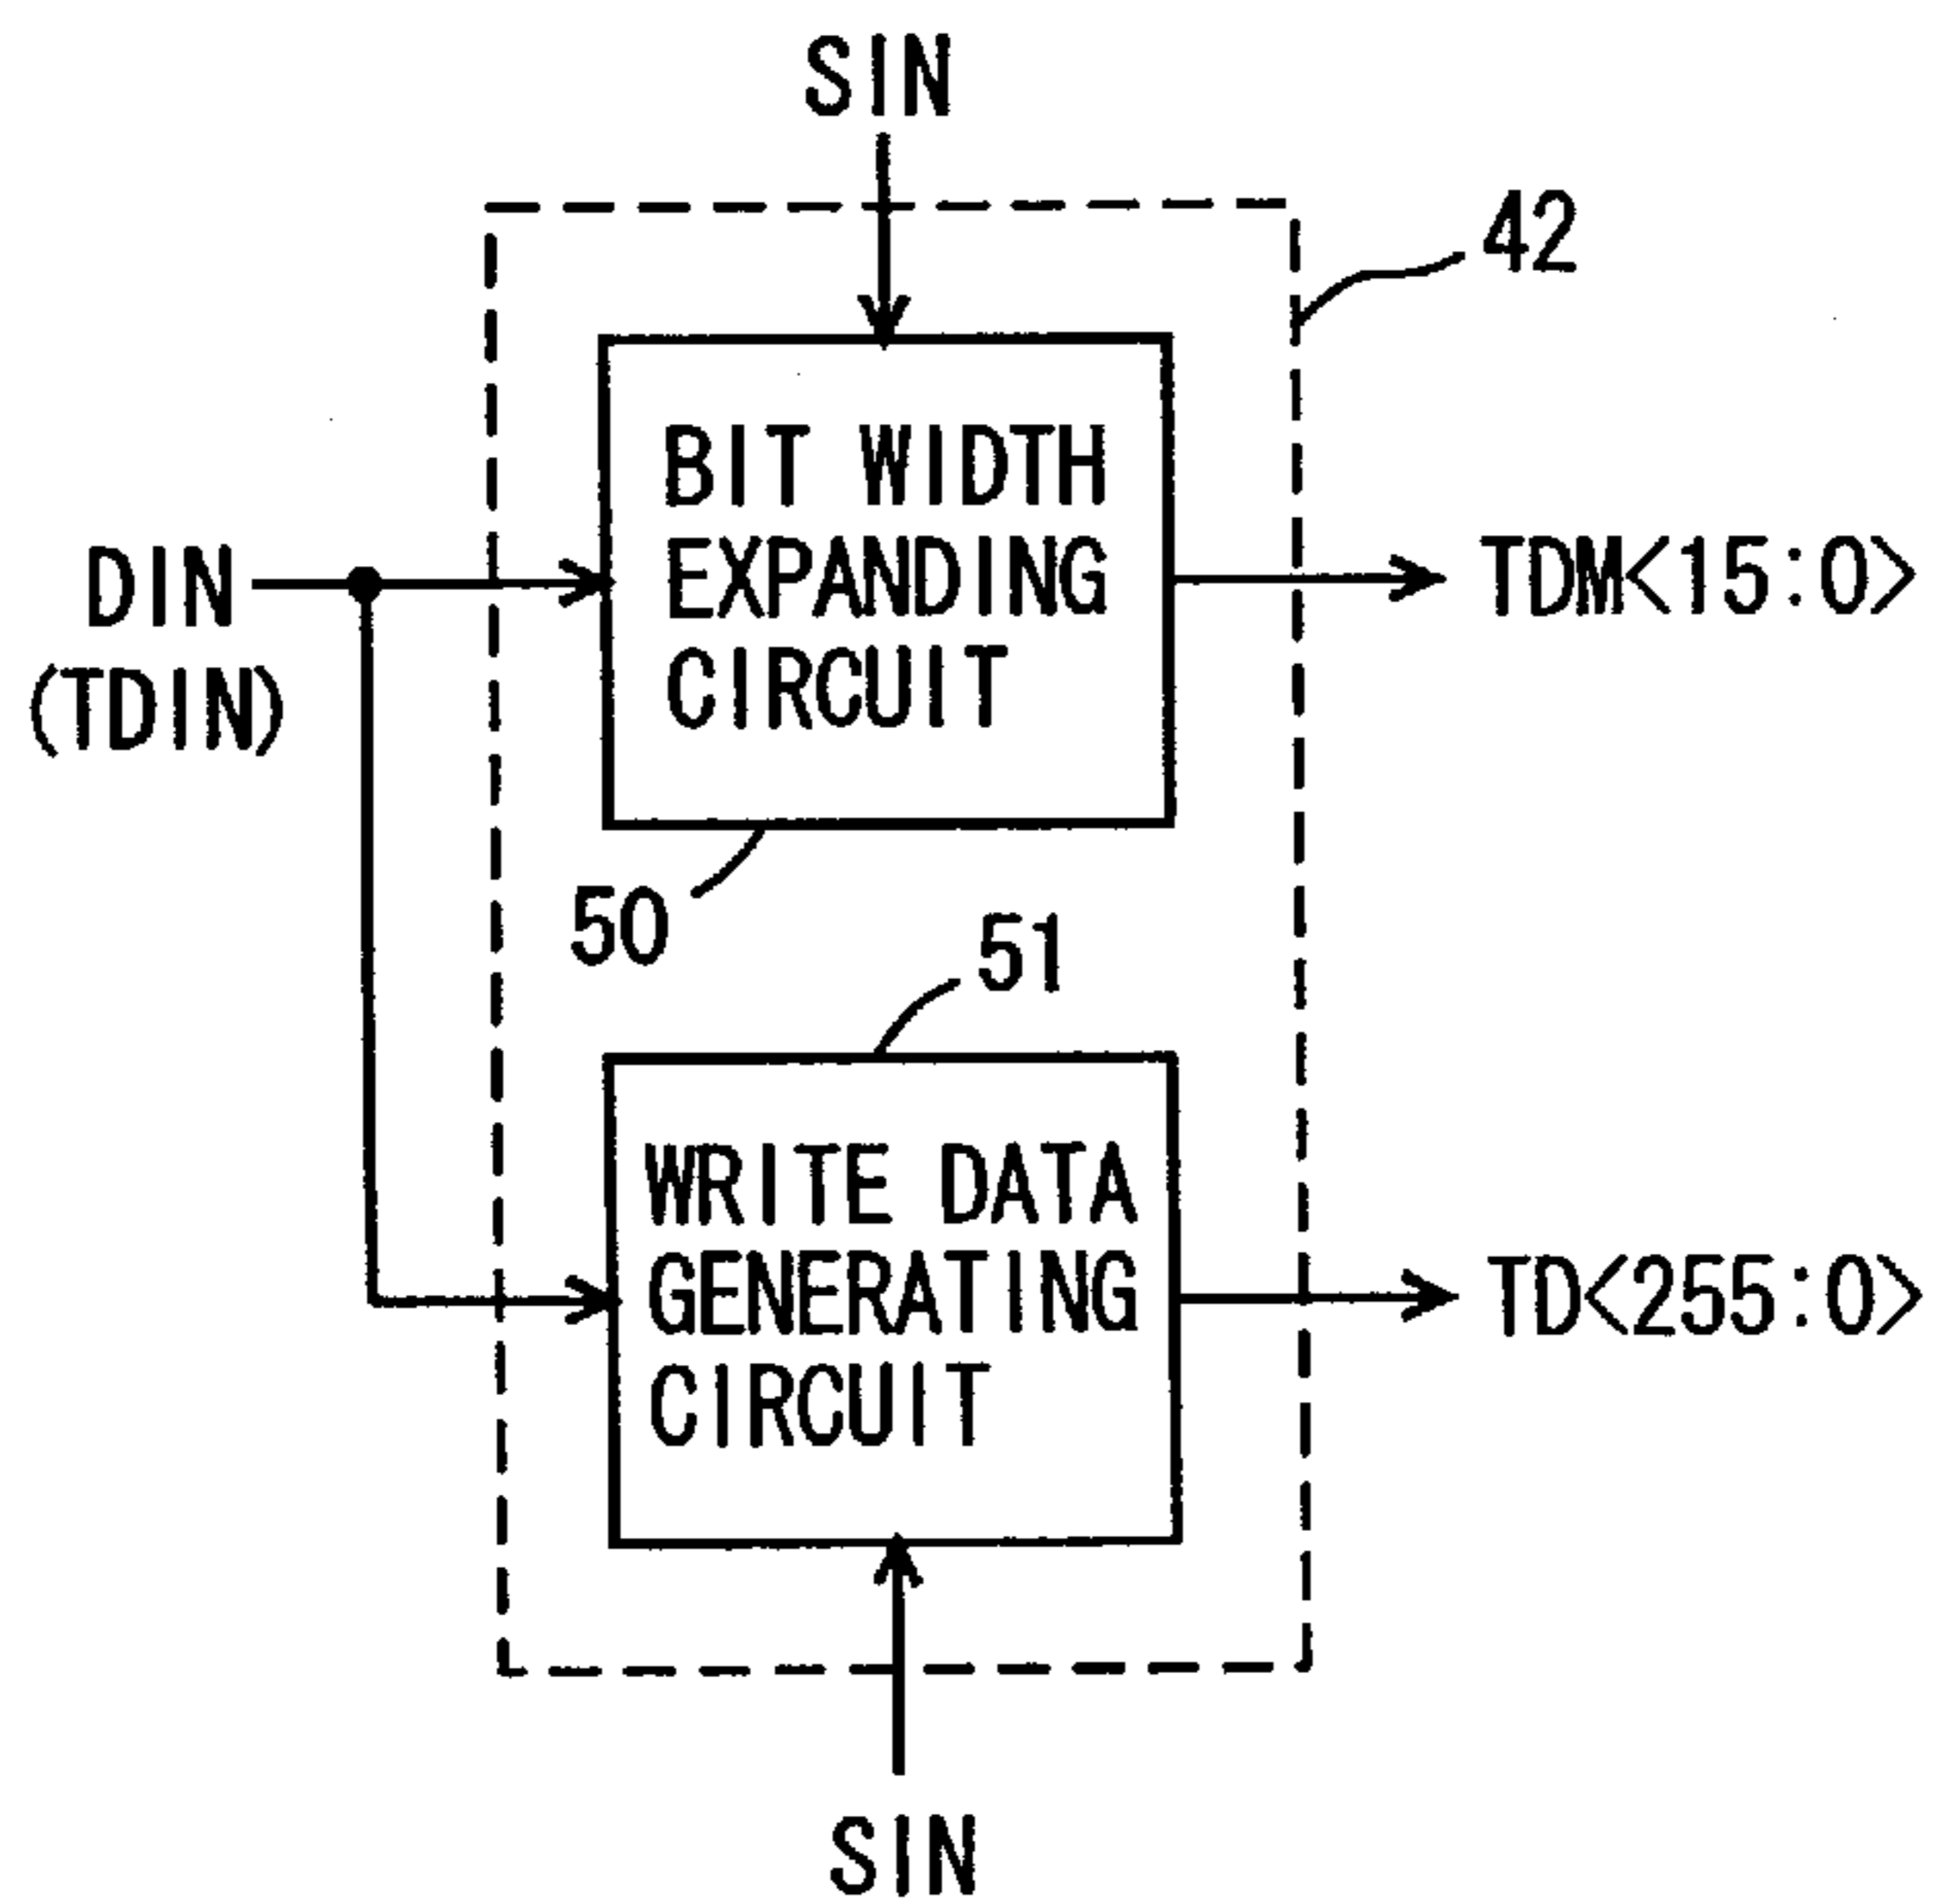 SIN
42
BIT WIDTH
EXPANDING
CIRCUIT
DIN
(TDIN)
TDM<15:0>
50
51
WRITE DATA
GENERATING
CIRCUIT
TD<255:0>
SIN